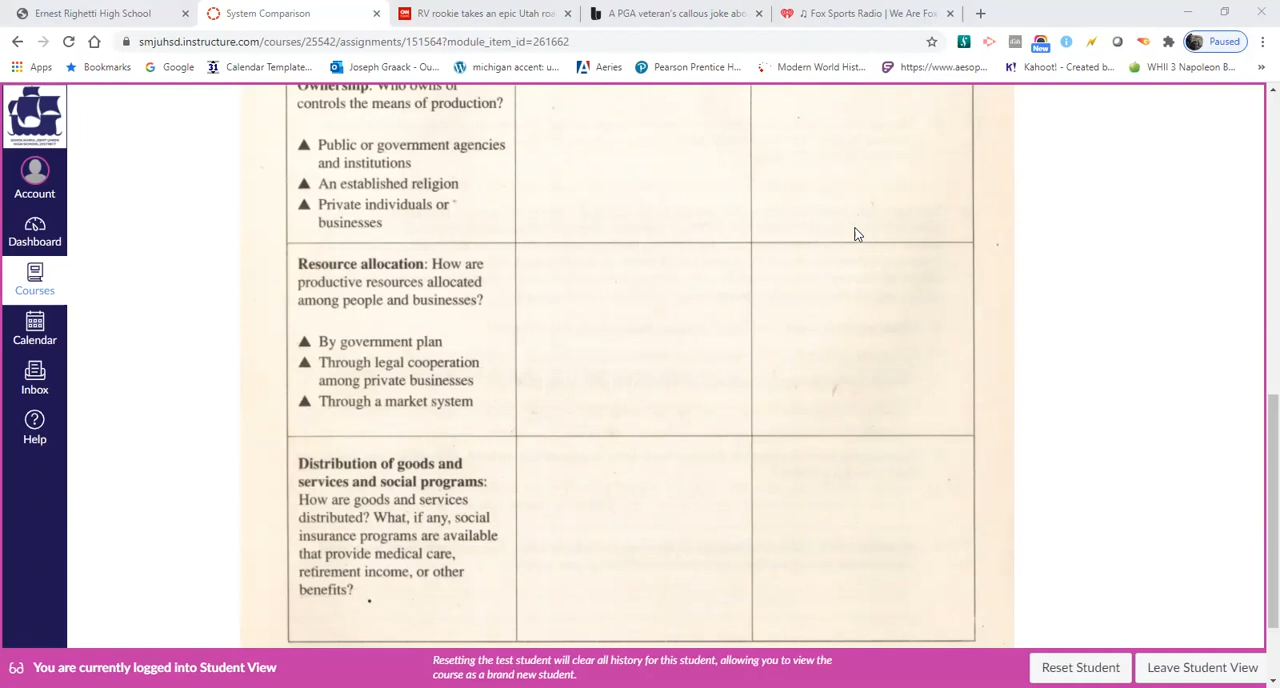 Ernest Righetti High School
System Comparison
RV rookie takes an epic Utah roa
A PGA veteran's callous joke abo
♫ Fox Sports Radio | We Are Fox
smjuhsd.instructure.com/courses/25542/assignments/151564?module_item_id=261662
New
Paused
Apps
Bookmarks
Google
Calendar Template...
Joseph Graack - Ou...
michigan accent: u...
Aeries
Pearson Prentice H...
Modern World Hist...
https://www.aesop...
Kahoot! - Created b...
WHII 3 Napoleon B...
»
Account
Dashboard
Courses
Calendar
Inbox
Help
Ownership: Who owns or
controls the means of production?
▲ Public or government agencies
and institutions
▲ An established religion
▲ Private individuals or
businesses
Resource allocation: How are
productive resources allocated
among people and businesses?
▲ By government plan
▲ Through legal cooperation
among private businesses
▲ Through a market system
Distribution of goods and
services and social programs:
How are goods and services
distributed? What, if any, social
insurance programs are available
that provide medical care,
retirement income, or other
benefits?
You are currently logged into Student View
Resetting the test student will clear all history for this student, allowing you to view the
course as a brand new student.
Reset Student
Leave Student View